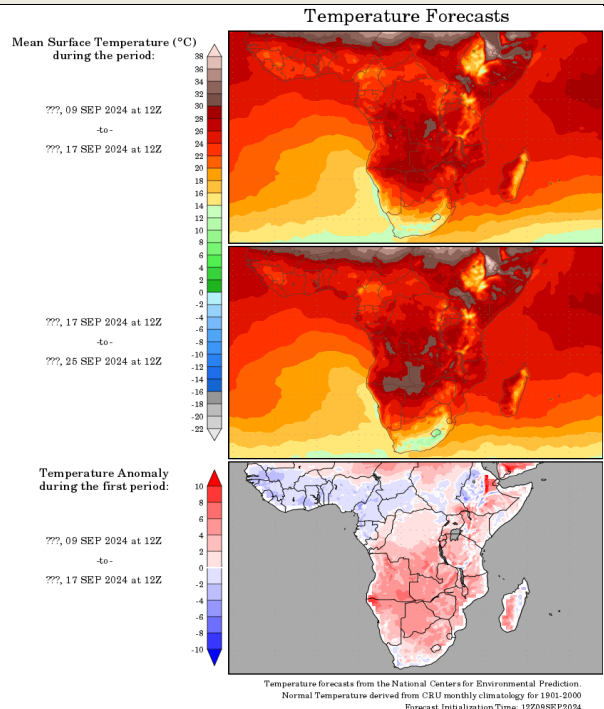 Temperature Forecasts
Mean Surface Temperature (°C)
during the period:
???, 09 SEP 2024 at 12Z
-to-
???, 17 SEP 2024 at 12Z
38
36
34
32
30
28
26
24
22
20
18
16
14
12
10
8
6
4
2
0
-2
-4
-6
-8
-10
-12
-14
-16
-18
-20
-22
???, 17 SEP 2024 at 12Z
-to-
???, 25 SEP 2024 at 12Z
Temperature Anomaly
during the first period:
???, 09 SEP 2024 at 12Z
-to-
???, 17 SEP 2024 at 12Z
10
8
6
4
2
0
-2
-4
-6
-8
-10
Temperature forecasts from the National Centers for Environmental Prediction.
Normal Temperature derived from CRU monthly climatology for 1901-2000
Forecast Initialization Time: 12Z09SEP2024